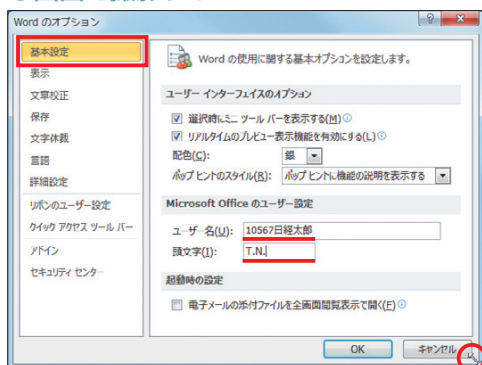 Word のオプション
基本設定
表示
文章校正
保存
文字体裁
言語
詳細設定
リボンのユーザー設定
クイック アクセス ツール バー
アドイン
セキュリティ センター
Word の使用に関する基本オプションを設定します。
ユーザー インターフェイスのオプション
選択時にミニ ツール バーを表示する(M)
リアルタイムのプレビュー表示機能を有効にする(L)
配色(C): 銀
ポップ ヒントのスタイル(R): ポップ ヒントに機能の説明を表示する
Microsoft Office のユーザー設定
ユーザー名(U): 10567日経太郎
頭文字(I): T.N.
起動時の設定
電子メールの添付ファイルを全画面閲覧表示で開く(F)
OK キャンセル